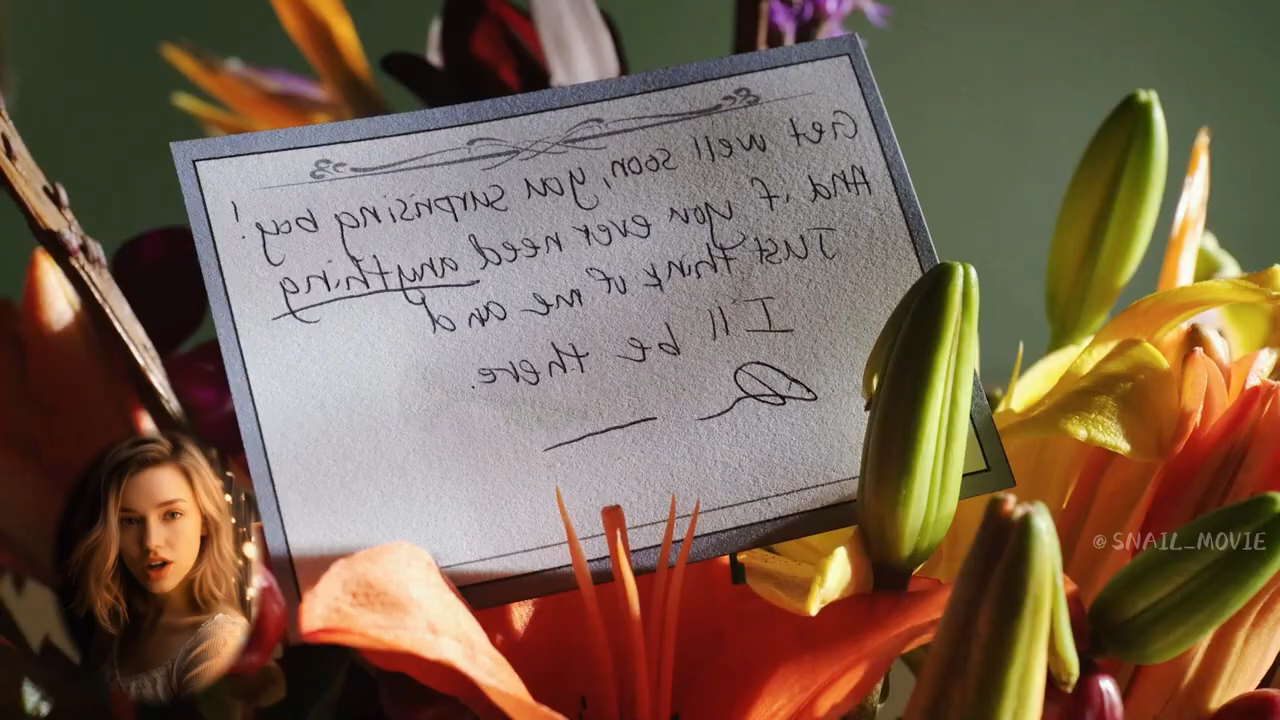 Get well soon, you surprising boy!
And if you ever need anything
Just think of me and
I'll be there.
@SNAIL_MOVIE